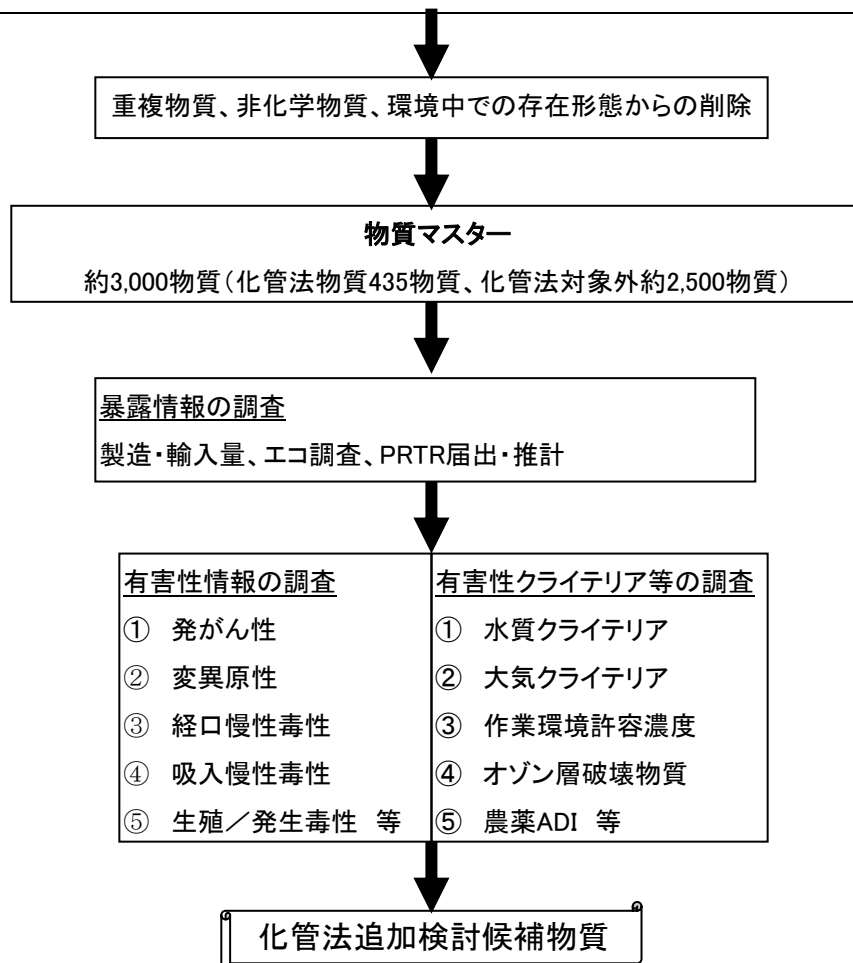 重複物質、非化学物質、環境中での存在形態からの削除
物質マスター
約3,000物質（化管法物質435物質、化管法対象外約2,500物質）
暴露情報の調査
製造・輸入量、エコ調査、PRTR届出・推計
有害性情報の調査
① 発がん性
② 変異原性
③ 経口慢性毒性
④ 吸入慢性毒性
⑤ 生殖／発生毒性 等
有害性クライテリア等の調査
① 水質クライテリア
② 大気クライテリア
③ 作業環境許容濃度
④ オゾン層破壊物質
⑤ 農薬ADI 等
化管法追加検討候補物質